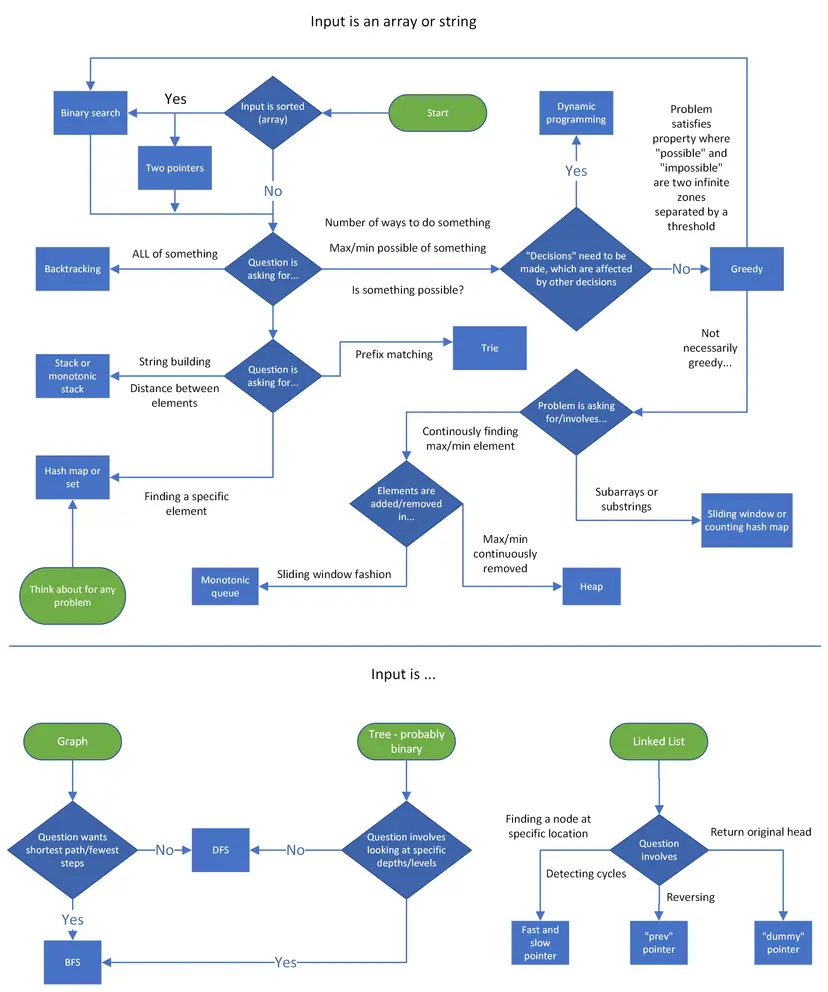 Input is an array or string
Binary search
Yes
Input is sorted
(array)
Start
Dynamic
programming
Problem
satisfies
property where
"possible" and
"impossible"
are two infinite
zones
separated by a
threshold
Two pointers
No
Yes
Number of ways to do something
Max/min possible of something
Is something possible?
Backtracking
ALL of something
Question is
asking for...
"Decisions" need to be
made, which are affected
by other decisions
No
Greedy
Not
necessarily
greedy...
Stack or
monotonic
stack
String building
Distance between
elements
Question is
asking for...
Prefix matching
Trie
Problem is asking
for/involves...
Continously finding
max/min element
Hash map or
set
Finding a specific
element
Elements are
added/removed
in...
Subarrays or
substrings
Sliding window or
counting hash map
Max/min
continuously
removed
Think about for any
problem
Monotonic
queue
Sliding window fashion
Heap
Input is ...
Graph
Tree - probably
binary
Linked List
Question wants
shortest path/fewest
steps
No
DFS
No
Question involves
looking at specific
depths/levels
Finding a node at
specific location
Detecting cycles
Question
involves
Return original head
Reversing
Yes
BFS
Yes
Fast and
slow
pointer
"prev"
pointer
"dummy"
pointer